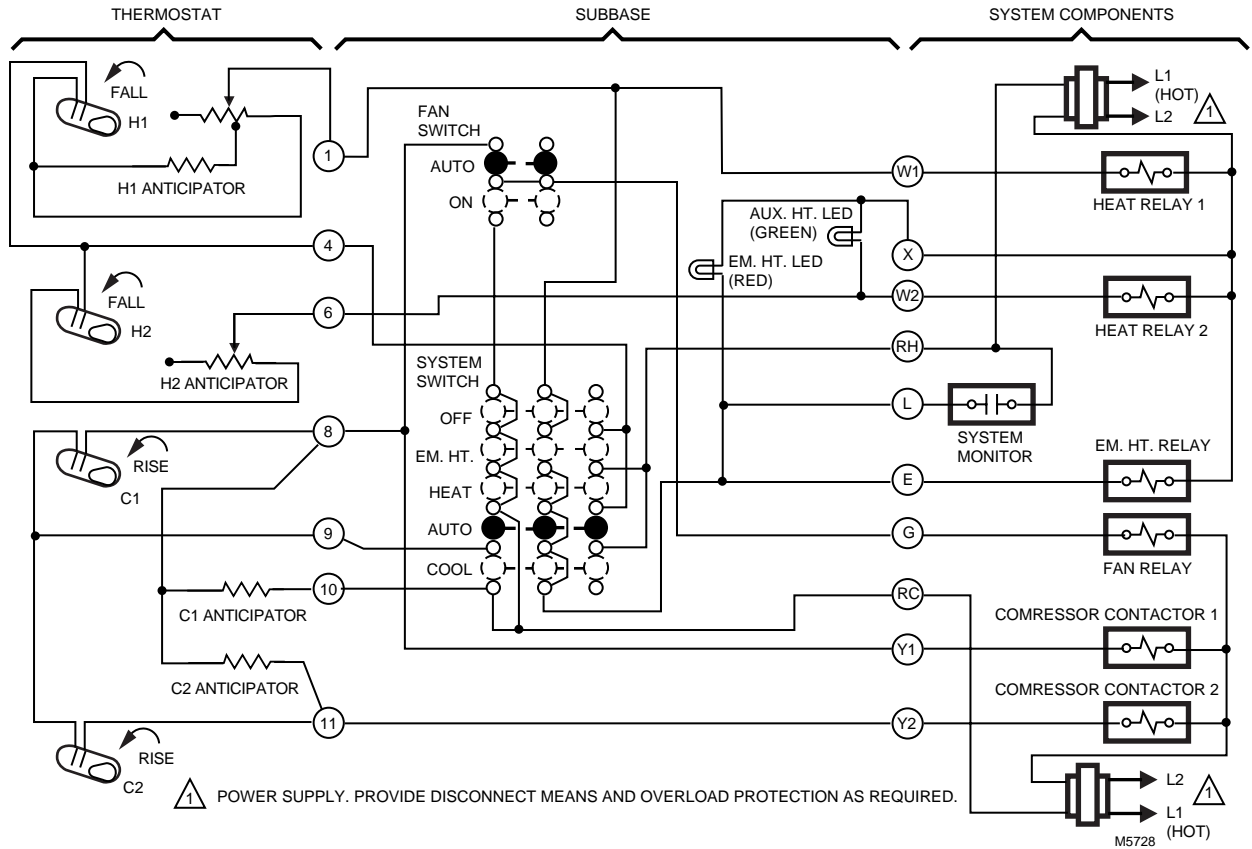 THERMOSTAT
SUBBASE
SYSTEM COMPONENTS
FALL
H1
H1 ANTICIPATOR
1
FAN
SWITCH
AUTO
ON
L1
(HOT)
L2
1
W1
HEAT RELAY 1
AUX. HT. LED
(GREEN)
EM. HT. LED
(RED)
X
4
FALL
H2
6
H2 ANTICIPATOR
W2
HEAT RELAY 2
RH
SYSTEM
SWITCH
OFF
EM. HT.
HEAT
AUTO
COOL
L
SYSTEM
MONITOR
8
RISE
C1
EM. HT. RELAY
E
9
G
FAN RELAY
10
C1 ANTICIPATOR
RC
COMRESSOR CONTACTOR 1
Y1
C2 ANTICIPATOR
COMRESSOR CONTACTOR 2
11
Y2
RISE
C2
1 POWER SUPPLY. PROVIDE DISCONNECT MEANS AND OVERLOAD PROTECTION AS REQUIRED.
L2
1
L1
(HOT)
M5728